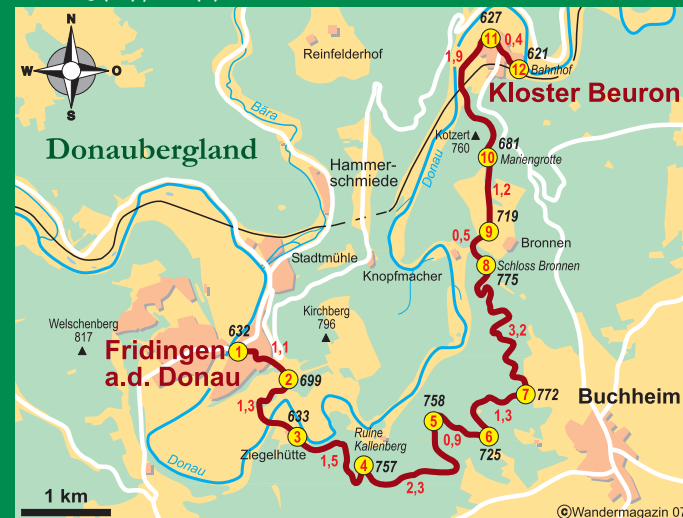 N
W O
S
Reinfelderhof
Bära
Donaubergland
Hammer-
schmiede
627
11
0,4
621
12
Bahnhof
1,9
Kloster Beuron
Kotzert
760
Donau
681
10
Mariengrotte
1,2
719
9
0,5
Bronnen
8
Schloss Bronnen
775
Stadtmühle
Knopfmacher
Kirchberg
796
Welschenberg
817
632
1
Fridingen
a.d. Donau
1,1
2
699
1,3
633
3
Ziegelhütte
Donau
1,5
Ruine
Kallenberg
4
757
2,3
758
5
0,9
6
725
1,3
7
772
3,2
Buchheim
1 km
©Wandermagazin 07